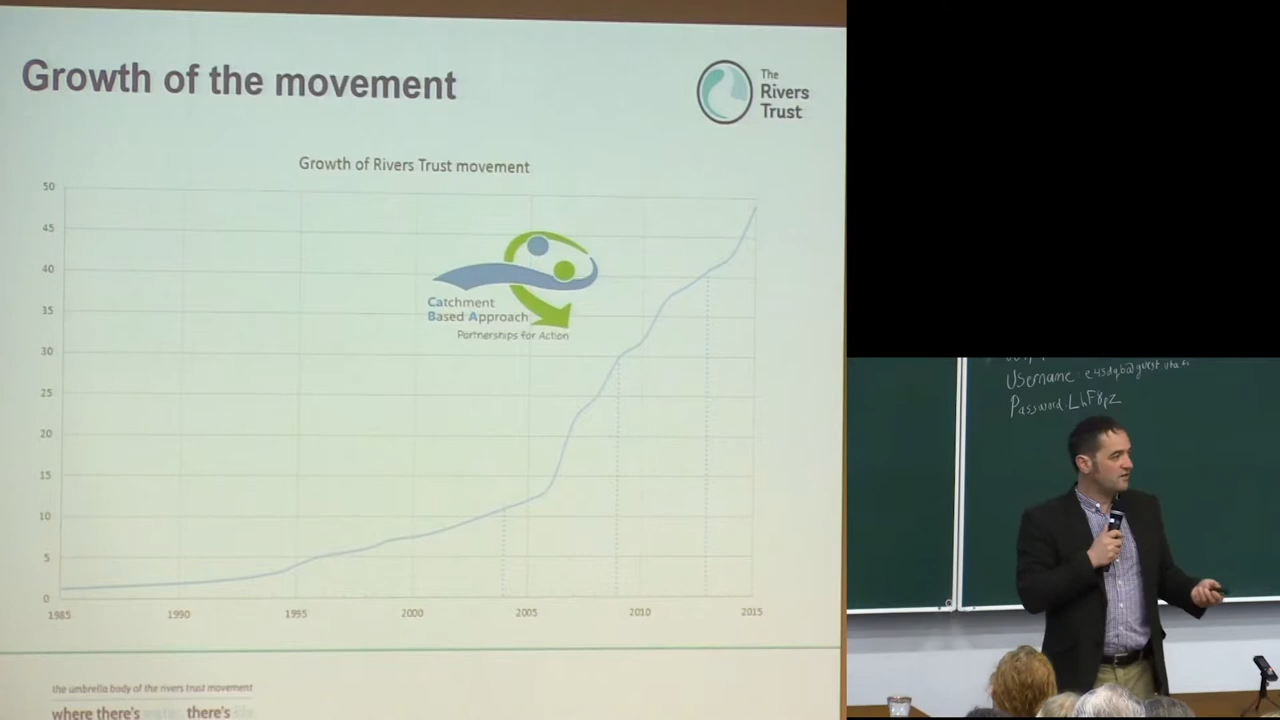 Growth of the movement
The
Rivers
Trust
Growth of Rivers Trust movement
50
45
40
35
30
25
20
15
10
5
0
1985 1990 1995 2000 2005 2010 2015
Catchment
Based Approach
Partnerships for Action
the umbrella body of the rivers trust movement
where there's water there's
Username:
Password: